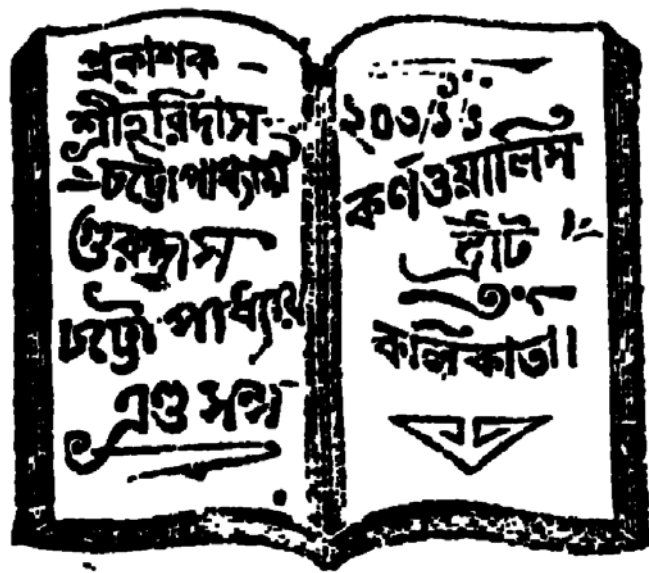 প্রকাশক
শ্রীহরিদাস
চট্টোপাধ্যায়
গুরুদাস
চট্টোপাধ্যায়
এণ্ড সন্স
২০৩/১/১
কর্ণওয়ালিস
ষ্ট্রীট
কলিকাতা।